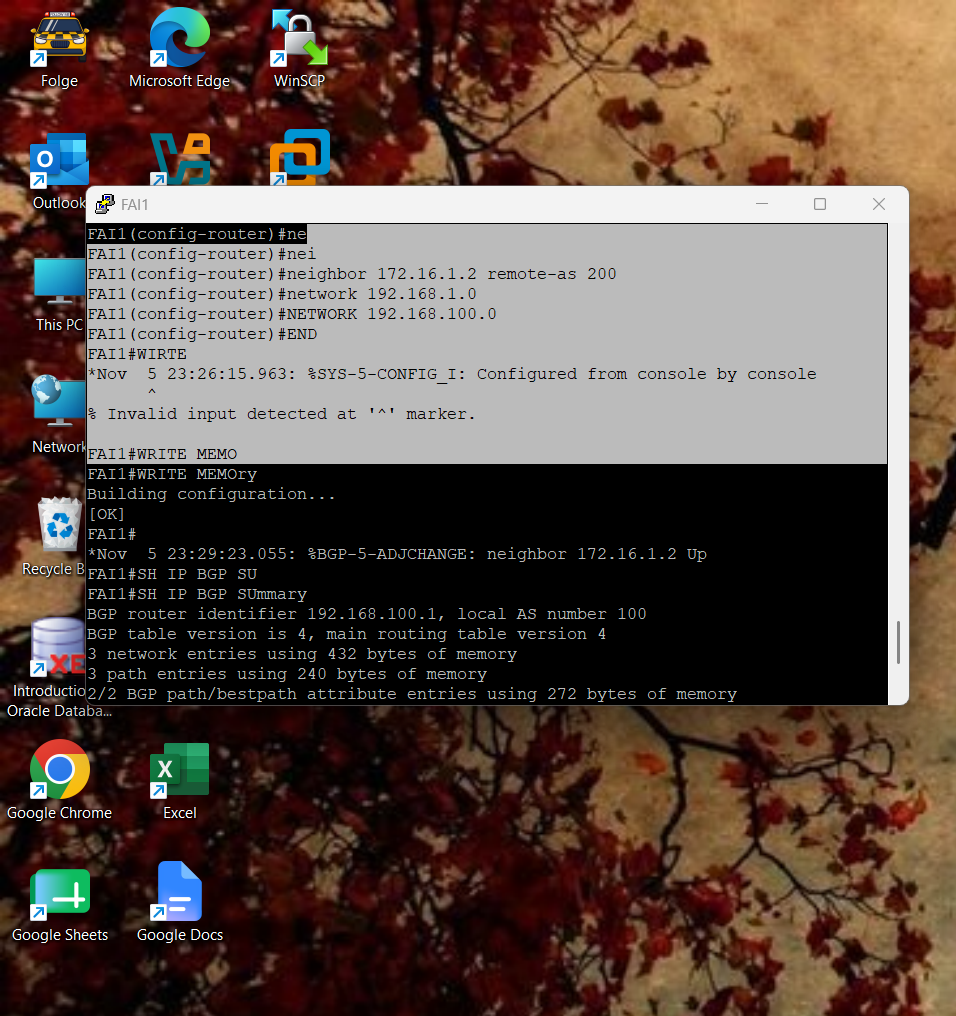 Folge
Microsoft Edge
WinSCP
Outlook
FAI1
FAI1(config-router)#ne
FAI1(config-router)#nei
FAI1(config-router)#neighbor 172.16.1.2 remote-as 200
FAI1(config-router)#network 192.168.1.0
FAI1(config-router)#NETWORK 192.168.100.0
FAI1(config-router)#END
FAI1#WIRTE
*Nov  5 23:26:15.963: %SYS-5-CONFIG_I: Configured from console by console
^
% Invalid input detected at '^' marker.
FAI1#WRITE MEMO
FAI1#WRITE MEMOry
Building configuration...
[OK]
FAI1#
*Nov  5 23:29:23.055: %BGP-5-ADJCHANGE: neighbor 172.16.1.2 Up
FAI1#SH IP BGP SU
FAI1#SH IP BGP SUmmary
BGP router identifier 192.168.100.1, local AS number 100
BGP table version is 4, main routing table version 4
3 network entries using 432 bytes of memory
3 path entries using 240 bytes of memory
2/2 BGP path/bestpath attribute entries using 272 bytes of memory
This PC
Network
Recycle B
XE
Introductio
Oracle Databa...
Google Chrome
Excel
Google Sheets
Google Docs